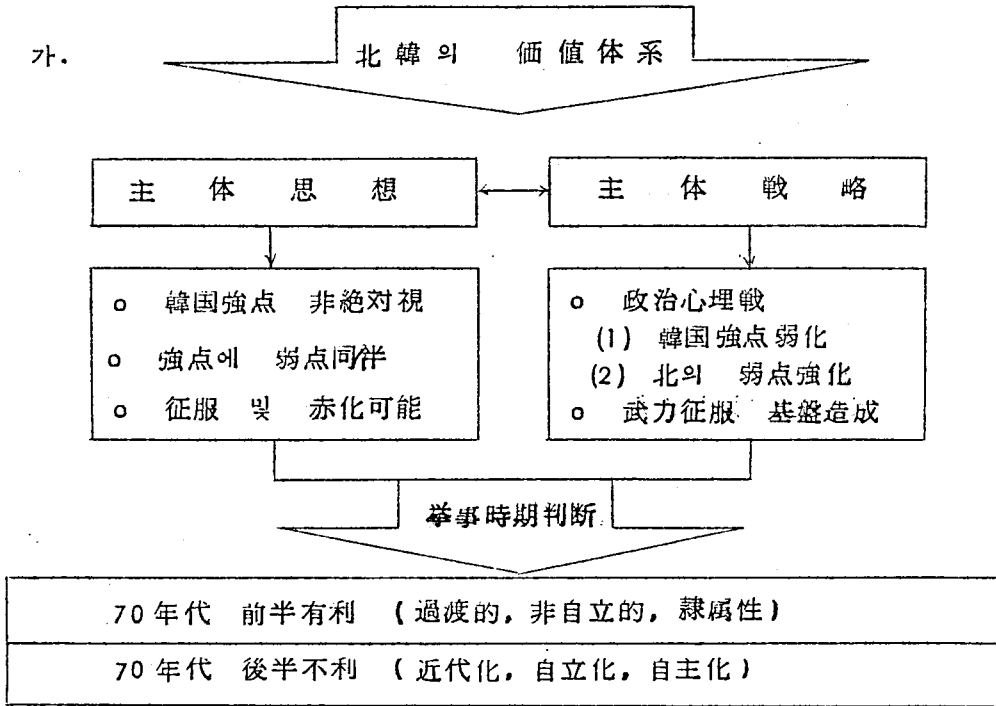 가.
北韓의 価値体系
主体思想
主体戦略
o 韓国強点 非絶対視
o 強点에 弱点同伴
o 征服 및 赤化可能
o 政治心埋戦
(1) 韓国強点弱化
(2) 北의 弱点強化
o 武力征服 基盤造成
挙事時期判断
70年代 前半有利 (過渡的, 非自立的, 隷属性)
70年代 後半不利 (近代化, 自立化, 自主化)